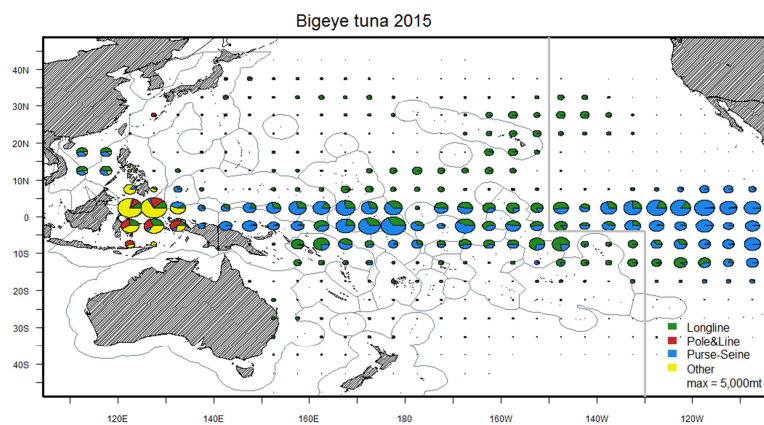 Bigeye tuna 2015
40N
30N
20N
10N
0
10S
20S
30S
40S
Longline
Pole&Line
Purse-Seine
Other
max = 5,000mt
120E
140E
160E
180
160W
140W
120W